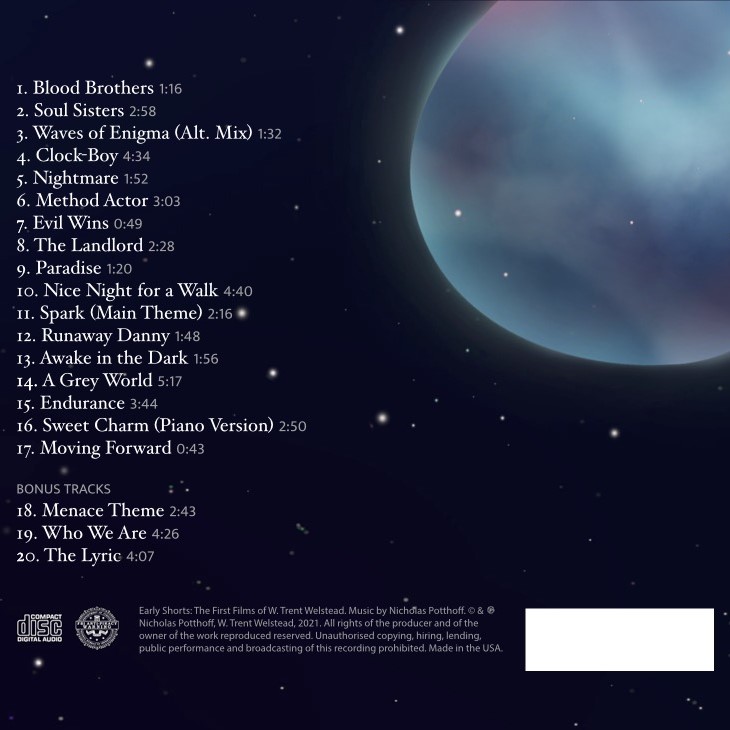 1. Blood Brothers 1:16
2. Soul Sisters 2:58
3. Waves of Enigma (Alt. Mix) 1:32
4. Clock-Boy 4:34
5. Nightmare 1:52
6. Method Actor 3:03
7. Evil Wins 0:49
8. The Landlord 2:28
9. Paradise 1:20
10. Nice Night for a Walk 4:40
11. Spark (Main Theme) 2:16
12. Runaway Danny 1:48
13. Awake in the Dark 1:56
14. A Grey World 5:17
15. Endurance 3:44
16. Sweet Charm (Piano Version) 2:50
17. Moving Forward 0:43
BONUS TRACKS
18. Menace Theme 2:43
19. Who We Are 4:26
20. The Lyric 4:07
COMPACT
disc
DIGITAL AUDIO
FBI ANTI-PIRACY
WARNING
Early Shorts: The First Films of W. Trent Welstead. Music by Nicholas Potthoff. © & ℗
Nicholas Potthoff, W. Trent Welstead, 2021. All rights of the producer and of the
owner of the work reproduced reserved. Unauthorised copying, hiring, lending,
public performance and broadcasting of this recording prohibited. Made in the USA.